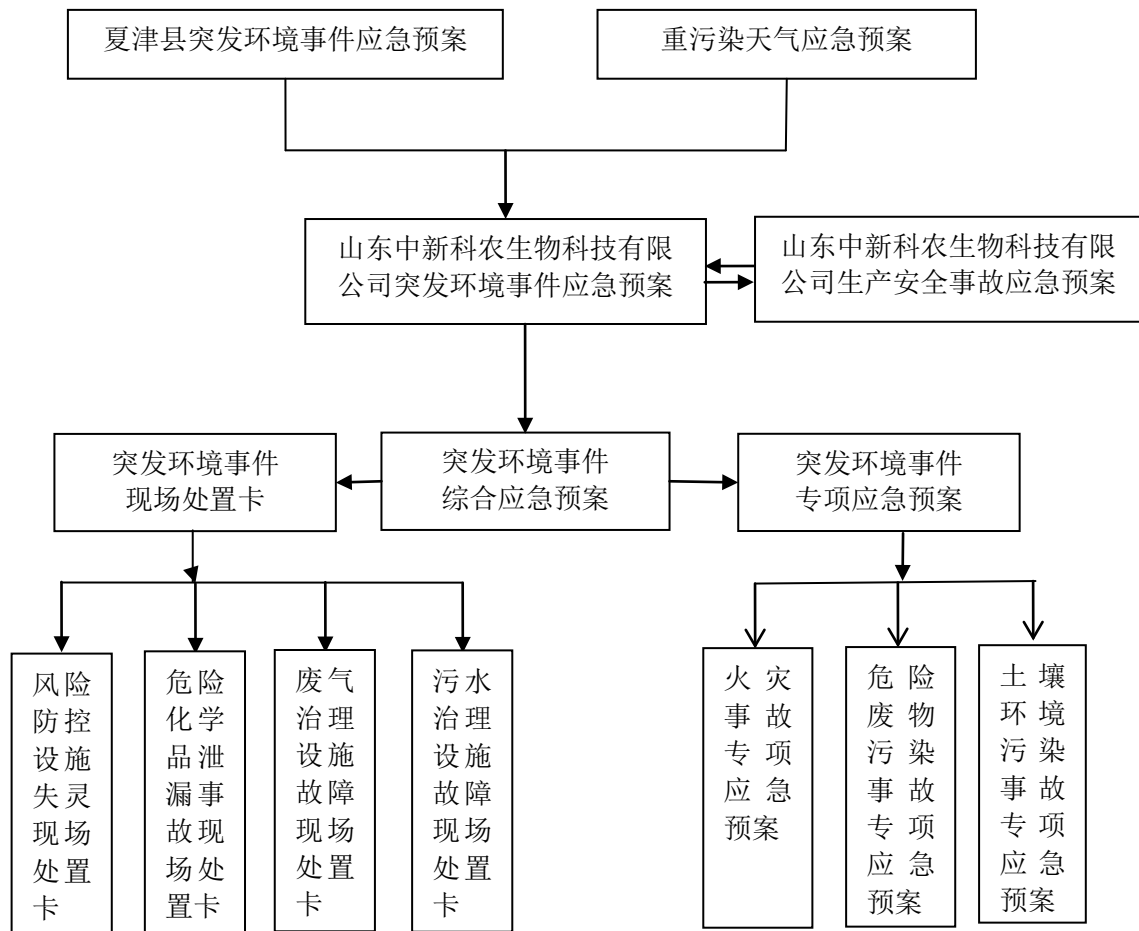 夏津县突发环境事件应急预案
重污染天气应急预案
山东中新科农生物科技有限
公司突发环境事件应急预案
山东中新科农生物科技有限
公司生产安全事故应急预案
突发环境事件
现场处置卡
突发环境事件
综合应急预案
突发环境事件
专项应急预案
风险
防控
设施
失灵
现场
处置
卡
危险
化学
品泄
漏事
故现
场处
置卡
废气
治理
设施
故障
现场
处置
卡
污水
治理
设施
故障
现场
处置
卡
火灾
事故
专项
应急
预案
危险
废物
污染
事故
专项
应急
预案
土壤
环境
污染
事故
专项
应急
预案